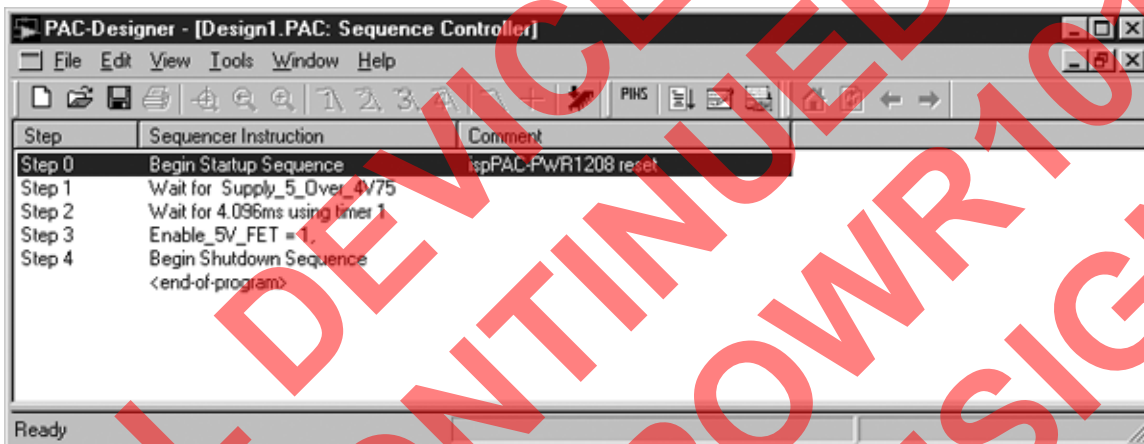 PAC-Designer - [Design1.PAC: Sequence Controller]
File Edit View Tools Window Help
PINS
Step Sequencer Instruction Comment
Step 0 Begin Startup Sequence ispPAC-PWR1208 reset
Step 1 Wait for Supply_5_Over_4V75
Step 2 Wait for 4.096ms using timer 1
Step 3 Enable_5V_FET = 1,
Step 4 Begin Shutdown Sequence
<end-of-program>
Ready